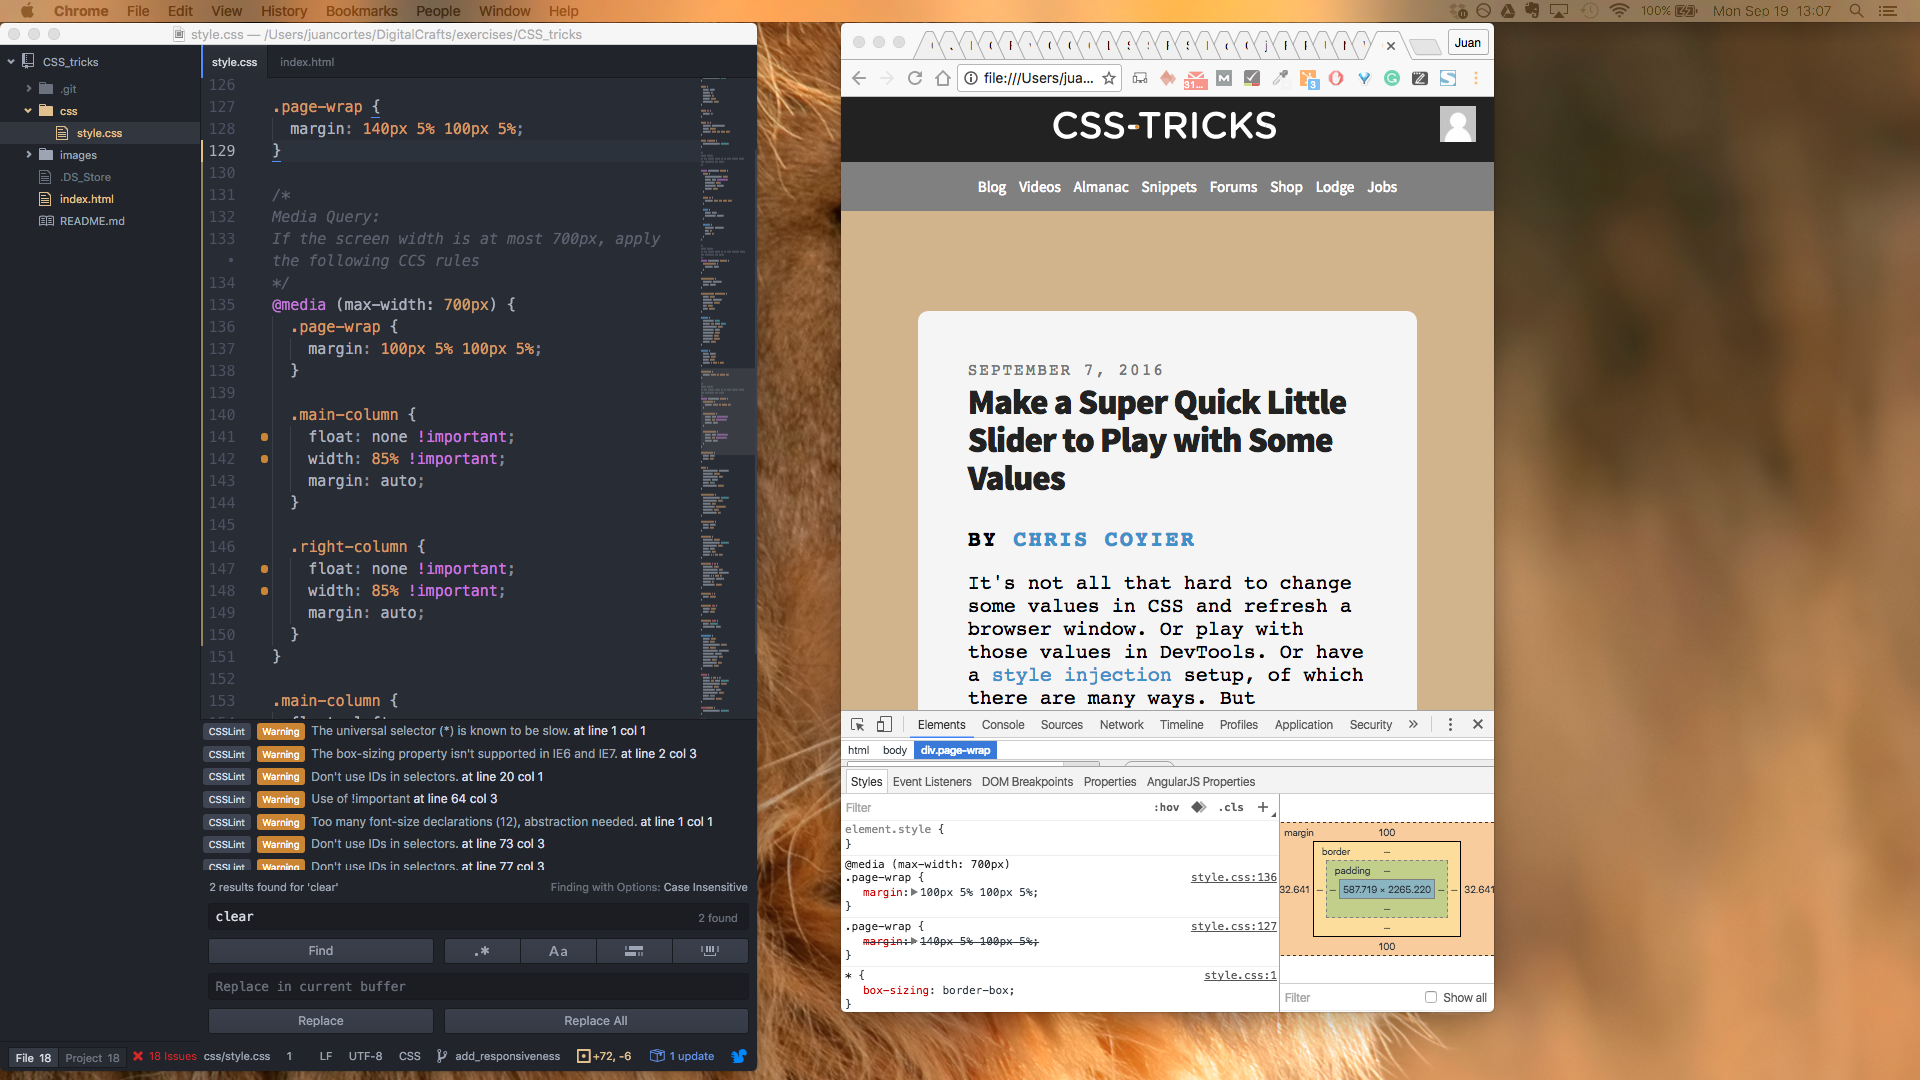 Chrome File Edit View History Bookmarks People Window Help
100% Mon Sep 19 13:07
style.css — /Users/juancortes/DigitalCrafts/exercises/CSS_tricks
CSS_tricks
.git
css
style.css
images
.DS_Store
index.html
README.md
style.css index.html
126
127 .page-wrap {
128 margin: 140px 5% 100px 5%;
129 }
130
131 /*
132 Media Query:
133 If the screen width is at most 700px, apply
• the following CCS rules
134 */
135 @media (max-width: 700px) {
136 .page-wrap {
137 margin: 100px 5% 100px 5%;
138 }
139
140 .main-column {
141 float: none !important;
142 width: 85% !important;
143 margin: auto;
144 }
145
146 .right-column {
147 float: none !important;
148 width: 85% !important;
149 margin: auto;
150 }
151 }
152
153 .main-column {
CSSLint Warning The universal selector (*) is known to be slow. at line 1 col 1
CSSLint Warning The box-sizing property isn't supported in IE6 and IE7. at line 2 col 3
CSSLint Warning Don't use IDs in selectors. at line 20 col 1
CSSLint Warning Use of !important at line 64 col 3
CSSLint Warning Too many font-size declarations (12), abstraction needed. at line 1 col 1
CSSLint Warning Don't use IDs in selectors. at line 73 col 3
CSSLint Warning Don't use IDs in selectors. at line 77 col 3
2 results found for 'clear' Finding with Options: Case Insensitive
clear 2 found
Find .* Aa
Replace in current buffer
Replace Replace All
File 18 Project 18 18 Issues css/style.css 1 LF UTF-8 CSS add_responsiveness +72, -6 1 update
Juan
file:///Users/jua...
31... 3
CSS-TRICKS
Blog Videos Almanac Snippets Forums Shop Lodge Jobs
SEPTEMBER 7, 2016
Make a Super Quick Little
Slider to Play with Some
Values
BY CHRIS COYIER
It's not all that hard to change
some values in CSS and refresh a
browser window. Or play with
those values in DevTools. Or have
a style injection setup, of which
there are many ways. But
Elements Console Sources Network Timeline Profiles Application Security »
html body div.page-wrap
Styles Event Listeners DOM Breakpoints Properties AngularJS Properties
Filter :hov .cls +
element.style {
}
@media (max-width: 700px)
.page-wrap { style.css:136
margin: 100px 5% 100px 5%;
}
.page-wrap { style.css:127
margin: 140px 5% 100px 5%;
}
* { style.css:1
box-sizing: border-box;
}
margin 100
border –
padding –
32.641 – – 587.719 × 2265.220 – – 32.641
–
–
100
Filter Show all